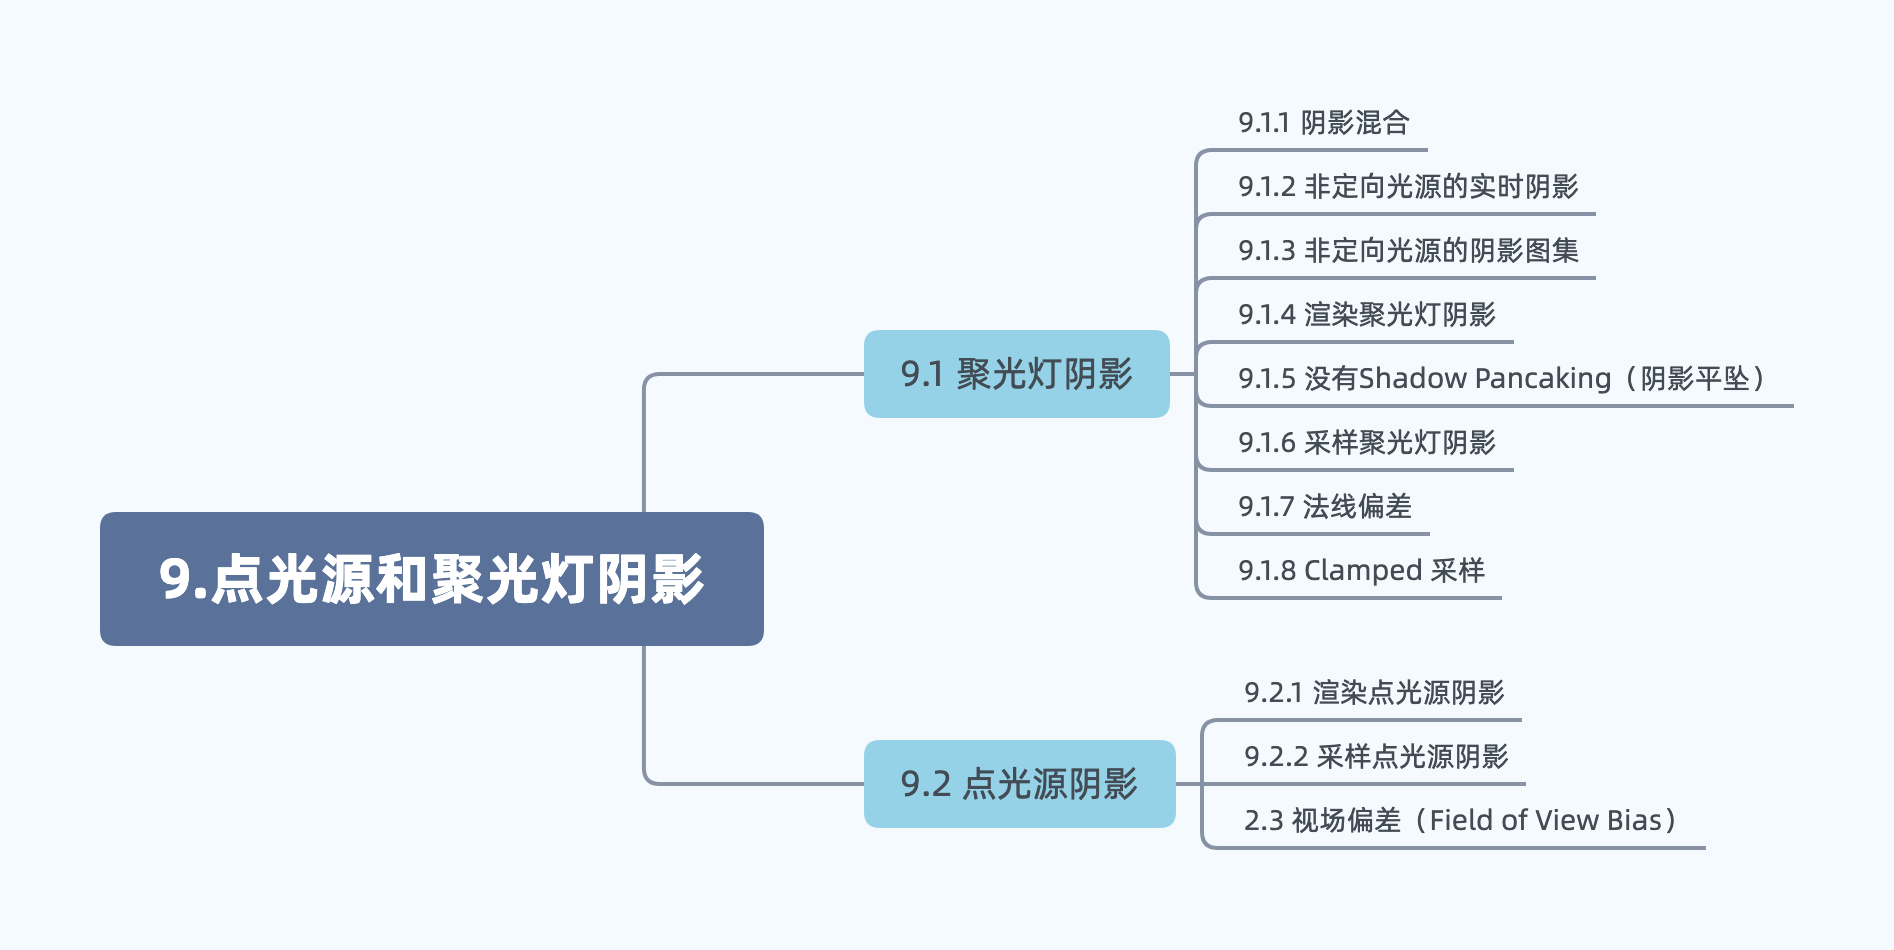 9.点光源和聚光灯阴影
9.1 聚光灯阴影
9.1.1 阴影混合
9.1.2 非定向光源的实时阴影
9.1.3 非定向光源的阴影图集
9.1.4 渲染聚光灯阴影
9.1.5 没有Shadow Pancaking（阴影平坠）
9.1.6 采样聚光灯阴影
9.1.7 法线偏差
9.1.8 Clamped 采样
9.2 点光源阴影
9.2.1 渲染点光源阴影
9.2.2 采样点光源阴影
2.3 视场偏差（Field of View Bias）